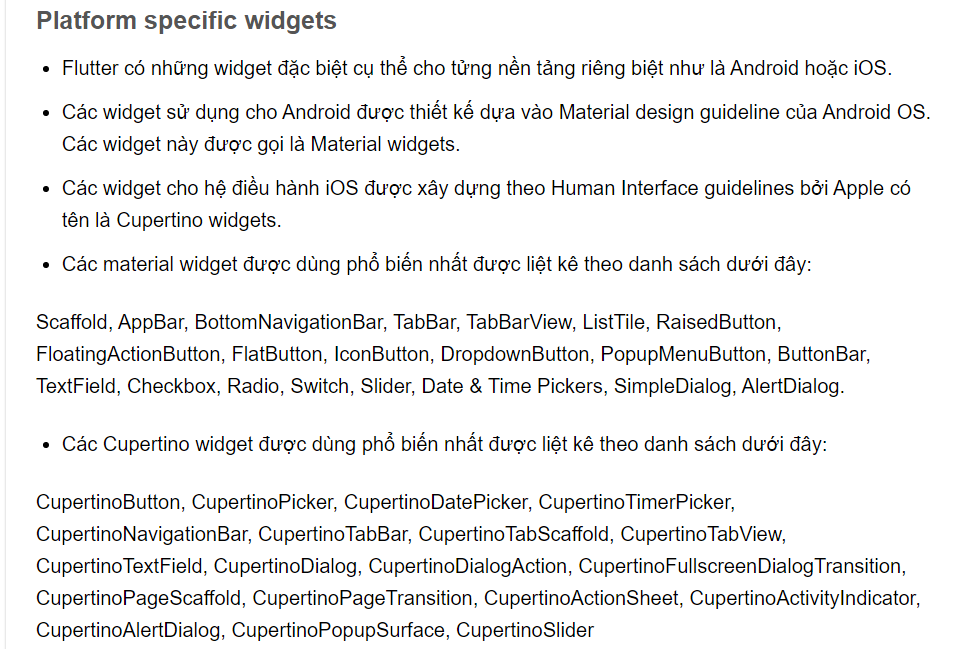 Platform specific widgets
• Flutter có những widget đặc biệt cụ thể cho tửng nền tảng riêng biệt như là Android hoặc iOS.
• Các widget sử dụng cho Android được thiết kế dựa vào Material design guideline của Android OS.
Các widget này được gọi là Material widgets.
• Các widget cho hệ điều hành iOS được xây dựng theo Human Interface guidelines bởi Apple có
tên là Cupertino widgets.
• Các material widget được dùng phổ biến nhất được liệt kê theo danh sách dưới đây:
Scaffold, AppBar, BottomNavigationBar, TabBar, TabBarView, ListTile, RaisedButton,
FloatingActionButton, FlatButton, IconButton, DropdownButton, PopupMenuButton, ButtonBar,
TextField, Checkbox, Radio, Switch, Slider, Date & Time Pickers, SimpleDialog, AlertDialog.
• Các Cupertino widget được dùng phổ biến nhất được liệt kê theo danh sách dưới đây:
CupertinoButton, CupertinoPicker, CupertinoDatePicker, CupertinoTimerPicker,
CupertinoNavigationBar, CupertinoTabBar, CupertinoTabScaffold, CupertinoTabView,
CupertinoTextField, CupertinoDialog, CupertinoDialogAction, CupertinoFullscreenDialogTransition,
CupertinoPageScaffold, CupertinoPageTransition, CupertinoActionSheet, CupertinoActivityIndicator,
CupertinoAlertDialog, CupertinoPopupSurface, CupertinoSlider